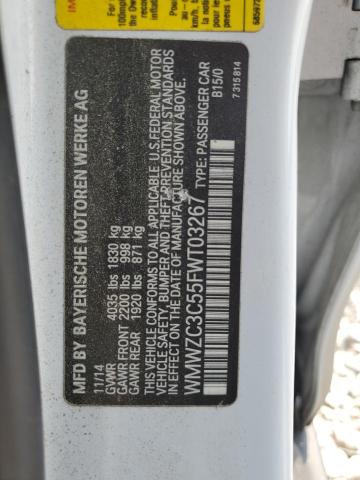 MFD BY BAYERISCHE MOTOREN WERKE AG
11/14
GVWR 4035 lbs 1830 kg
GAWR FRONT 2200 lbs 998 kg
GAWR REAR 1920 lbs 871 kg
THIS VEHICLE CONFORMS TO ALL APPLICABLE U.S.FEDERAL MOTOR
VEHICLE SAFETY, BUMPER AND THEFT PREVENTION STANDARDS
IN EFFECT ON THE DATE OF MANUFACTURE SHOWN ABOVE.
WMWZC3C55FWT03267 TYPE: PASSENGER CAR
B15/0
7315814